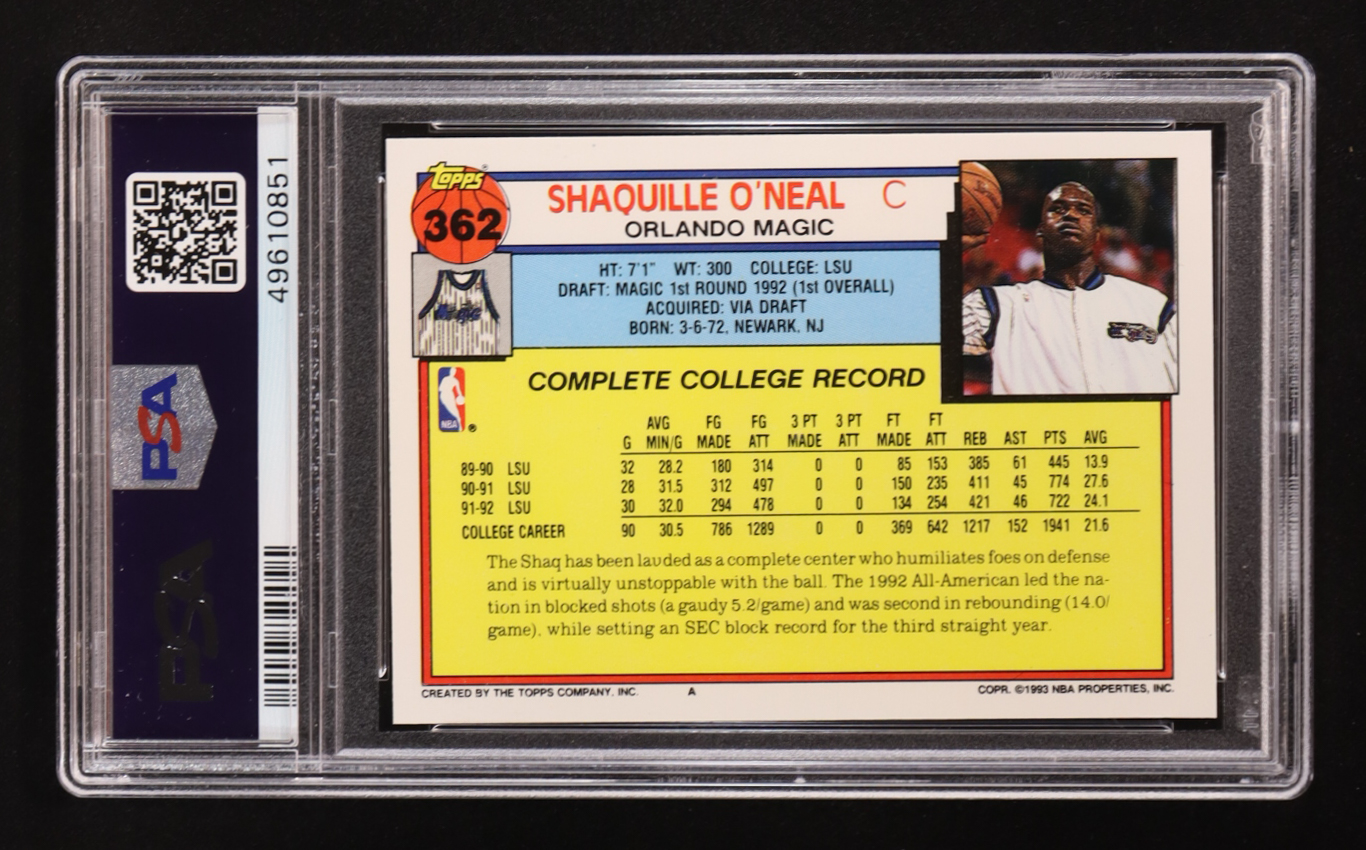 49610851
PSA
PSA
Topps
362
SHAQUILLE O'NEAL C
ORLANDO MAGIC
HT: 7'1" WT: 300 COLLEGE: LSU
DRAFT: MAGIC 1st ROUND 1992 (1st OVERALL)
ACQUIRED: VIA DRAFT
BORN: 3-6-72, NEWARK, NJ
Magic
NBA ®
COMPLETE COLLEGE RECORD
AVG FG FG 3 PT 3 PT FT FT
G MIN/G MADE ATT MADE ATT MADE ATT REB AST PTS AVG
89-90 LSU 32 28.2 180 314 0 0 85 153 385 61 445 13.9
90-91 LSU 28 31.5 312 497 0 0 150 235 411 45 774 27.6
91-92 LSU 30 32.0 294 478 0 0 134 254 421 46 722 24.1
COLLEGE CAREER 90 30.5 786 1289 0 0 369 642 1217 152 1941 21.6
The Shaq has been lauded as a complete center who humiliates foes on defense
and is virtually unstoppable with the ball. The 1992 All-American led the na-
tion in blocked shots (a gaudy 5.2/game) and was second in rebounding (14.0/
game), while setting an SEC block record for the third straight year.
CREATED BY THE TOPPS COMPANY, INC. A COPR. ©1993 NBA PROPERTIES, INC.